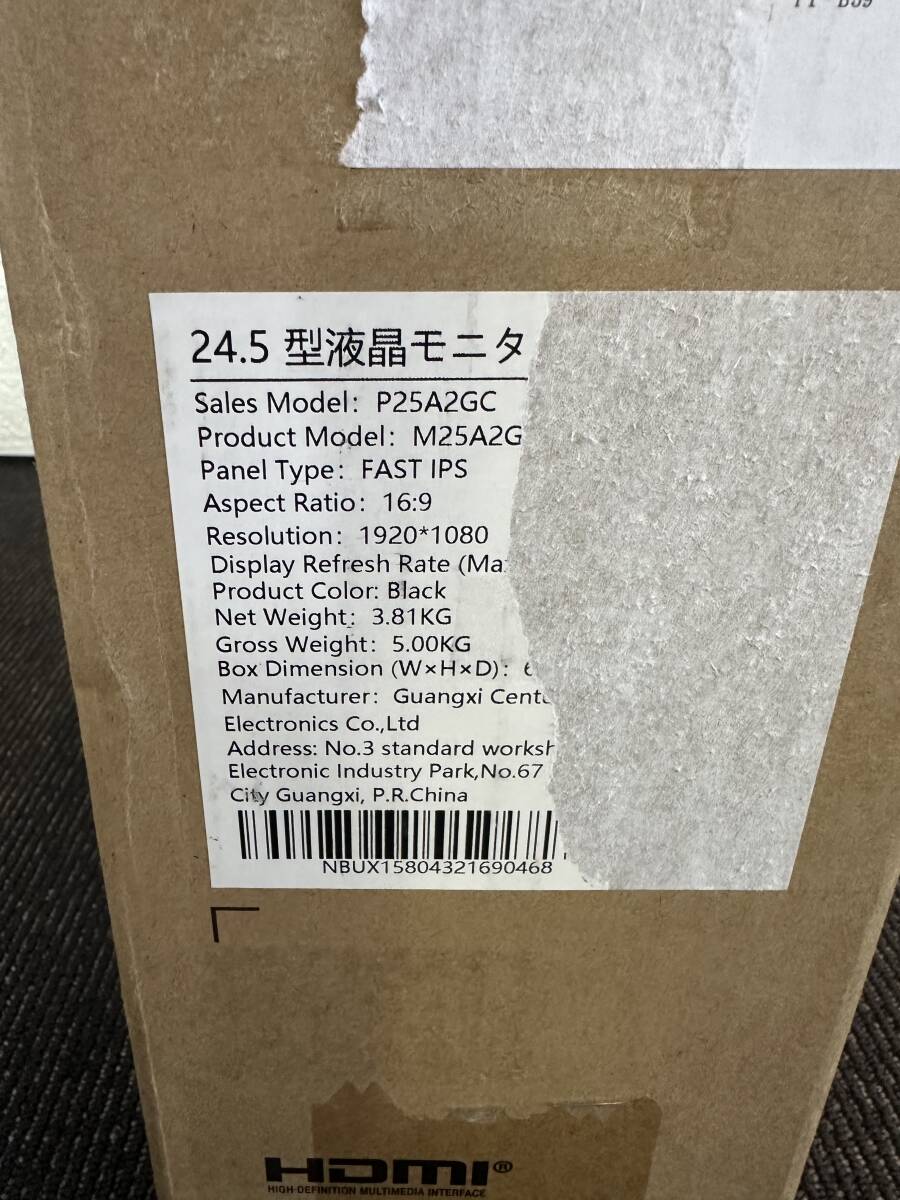 24.5 型液晶モニタ
Sales Model: P25A2GC
Product Model: M25A2G
Panel Type: FAST IPS
Aspect Ratio: 16:9
Resolution: 1920*1080
Display Refresh Rate (Ma
Product Color: Black
Net Weight: 3.81KG
Gross Weight: 5.00KG
Box Dimension (W×H×D):
Manufacturer: Guangxi
Electronics Co.,Ltd
Address: No.3 standard
Electronic Industry Park,No.67
City Guangxi, P.R.China
NBUX15804321690468
HDMI®
HIGH-DEFINITION MULTIMEDIA INTERFACE